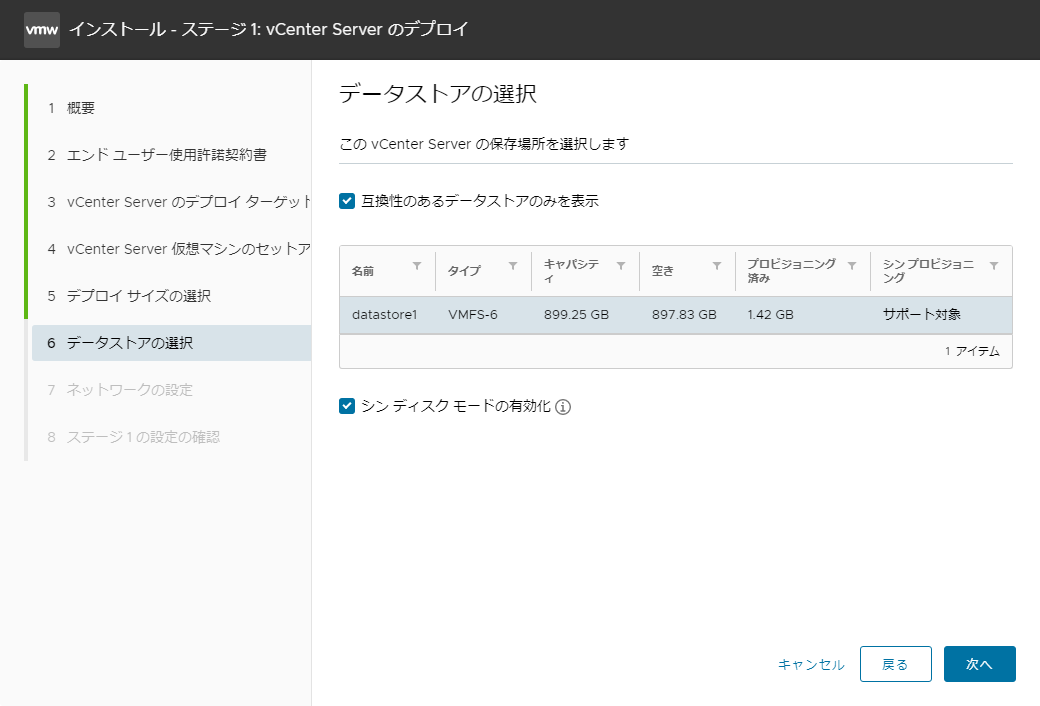 vmw インストール - ステージ 1: vCenter Server のデプロイ
1 概要
2 エンド ユーザー使用許諾契約書
3 vCenter Server のデプロイ ターゲット
4 vCenter Server 仮想マシンのセットア
5 デプロイ サイズの選択
6 データストアの選択
7 ネットワークの設定
8 ステージ 1 の設定の確認
データストアの選択
この vCenter Server の保存場所を選択します
互換性のあるデータストアのみを表示
名前 タイプ キャパシティ 空き プロビジョニング済み シン プロビジョニング
datastore1 VMFS-6 899.25 GB 897.83 GB 1.42 GB サポート対象
1 アイテム
シン ディスク モードの有効化
キャンセル 戻る 次へ